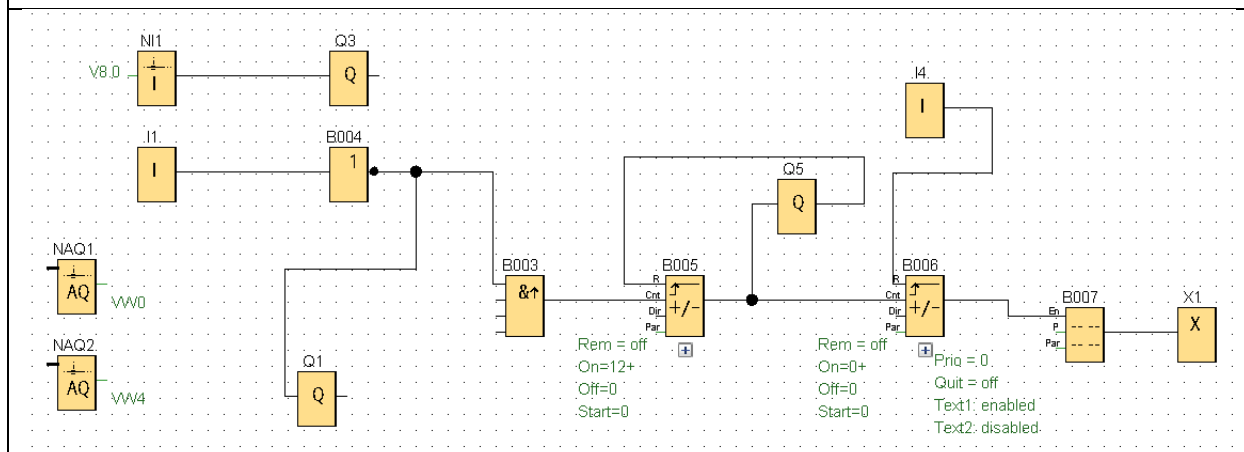 NI1
Q3
V8.0
I
Q
I4
I
I1
B004
I
1
Q5
Q
NAQ1
AQ
VW0
B003
&↑
B005
R
Cnt
Dir
Par
+/-
B006
R
Cnt
Dir
Par
+/-
B007
En
P
Par
X1
X
NAQ2
AQ
VW4
Q1
Q
Rem = off
On=12+
Off=0
Start=0
Rem = off
On=0+
Off=0
Start=0
Prio = 0
Quit = off
Text1: enabled
Text2: disabled